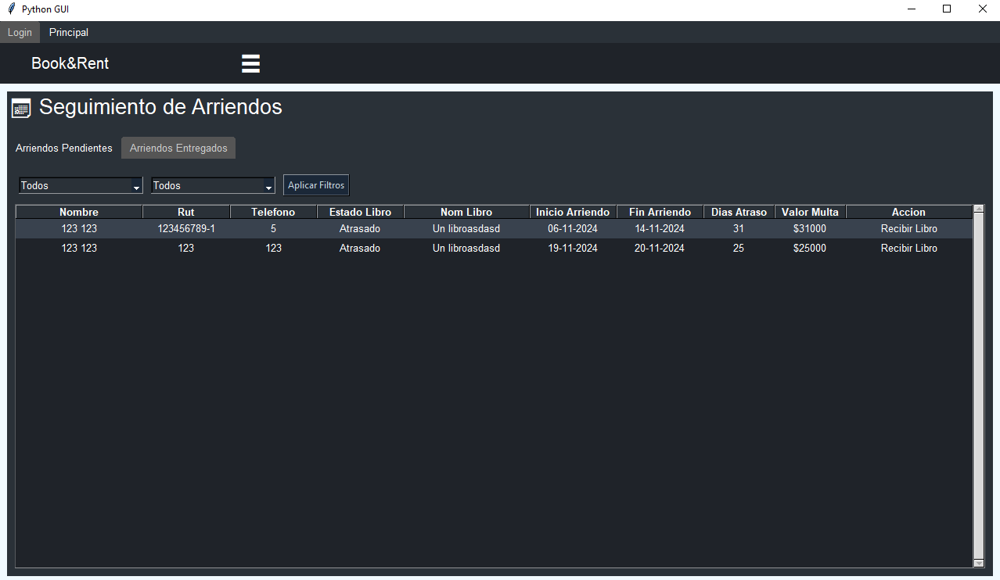 Python GUI
Login Principal
Book&Rent
Seguimiento de Arriendos
Arriendos Pendientes Arriendos Entregados
Todos Todos Aplicar Filtros
Nombre Rut Telefono Estado Libro Nom Libro Inicio Arriendo Fin Arriendo Dias Atraso Valor Multa Accion
123 123 123456789-1 5 Atrasado Un libroasdasd 06-11-2024 14-11-2024 31 $31000 Recibir Libro
123 123 123 123 Atrasado Un libroasdasd 19-11-2024 20-11-2024 25 $25000 Recibir Libro